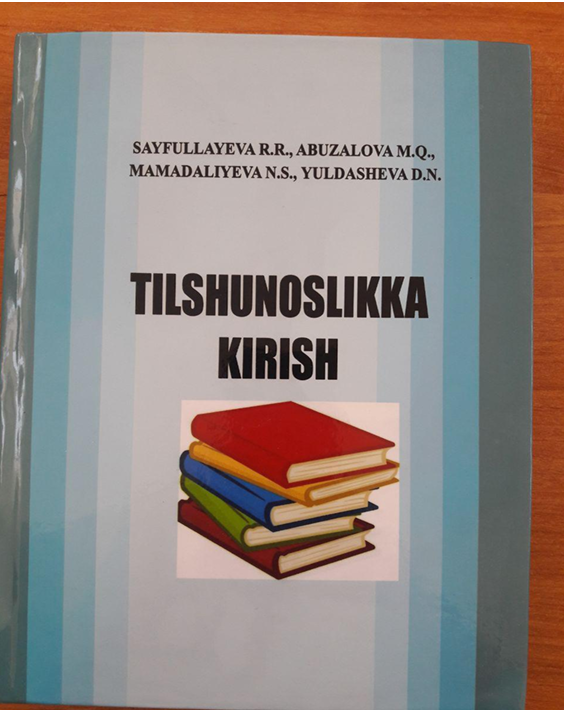 SAYFULLAYEVA R.R., ABUZALOVA M.Q.,
MAMADALIYEVA N.S., YULDASHEVA D.N.
TILSHUNOSLIKKA
KIRISH